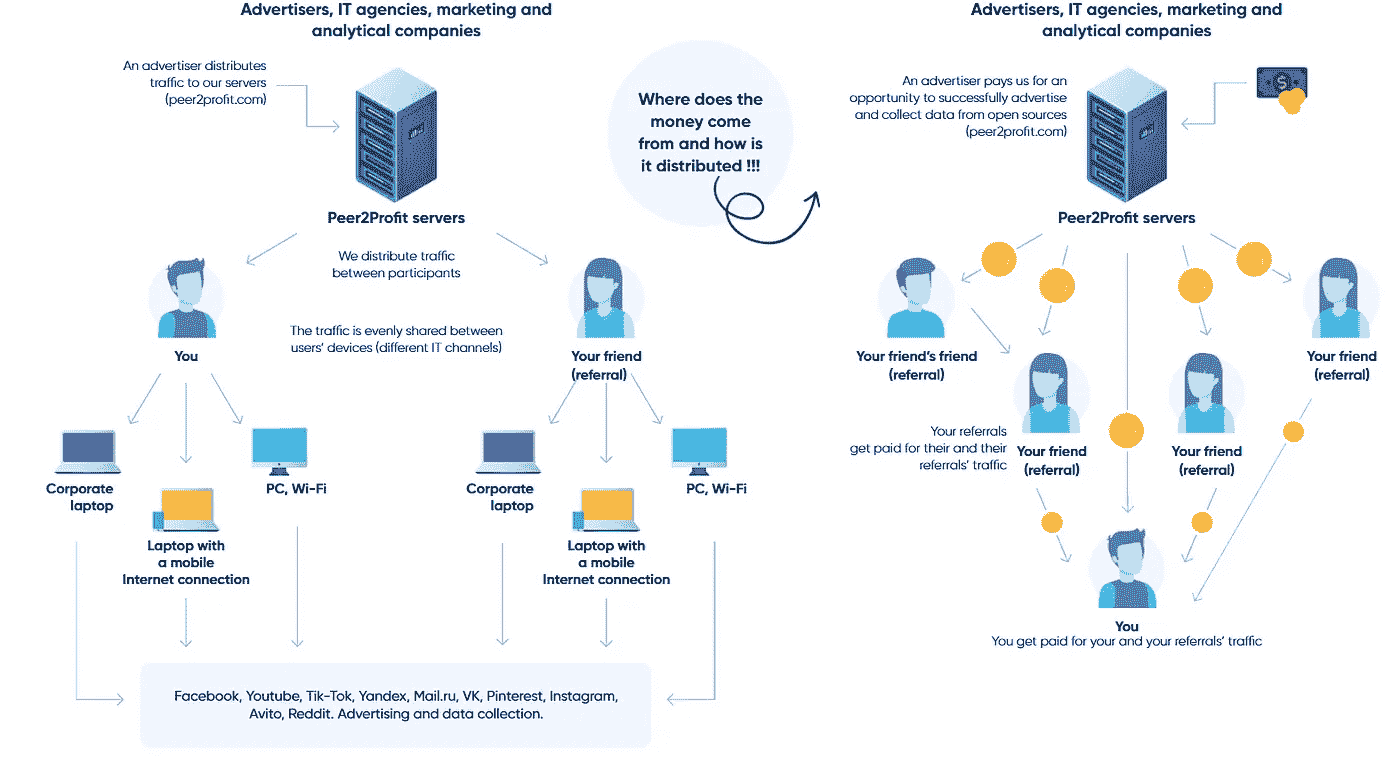 Advertisers, IT agencies, marketing and
analytical companies
An advertiser distributes
traffic to our servers
(peer2profit.com)
Peer2Profit servers
We distribute traffic
between participants
The traffic is evenly shared between
users' devices (different IT channels)
You
Your friend
(referral)
Corporate
laptop
Laptop with
a mobile
Internet connection
PC, Wi-Fi
Corporate
laptop
Laptop with
a mobile
Internet connection
PC, Wi-Fi
Facebook, Youtube, Tik-Tok, Yandex, Mail.ru, VK, Pinterest, Instagram,
Avito, Reddit. Advertising and data collection.
Where does the
money come
from and how is
it distributed !!!
Advertisers, IT agencies, marketing and
analytical companies
An advertiser pays us for an
opportunity to successfully advertise
and collect data from open sources
(peer2profit.com)
$
Peer2Profit servers
Your friend's friend
(referral)
Your friend
(referral)
Your referrals
get paid for their and their
referrals' traffic
Your friend
(referral)
Your friend
(referral)
You
You get paid for your and your referrals' traffic